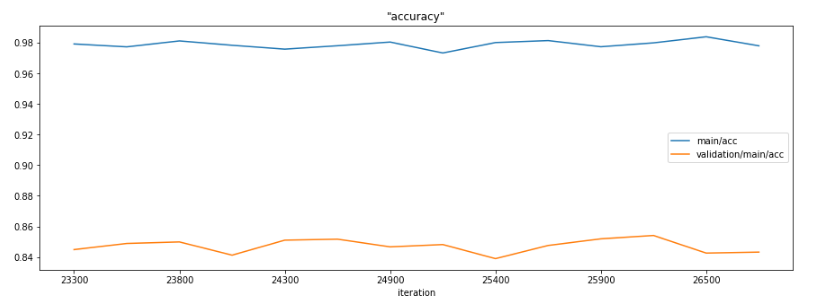 "accuracy"
0.98
0.96
0.94
0.92
0.90
0.88
0.86
0.84
main/acc
validation/main/acc
23300 23800 24300 24900 25400 25900 26500
iteration